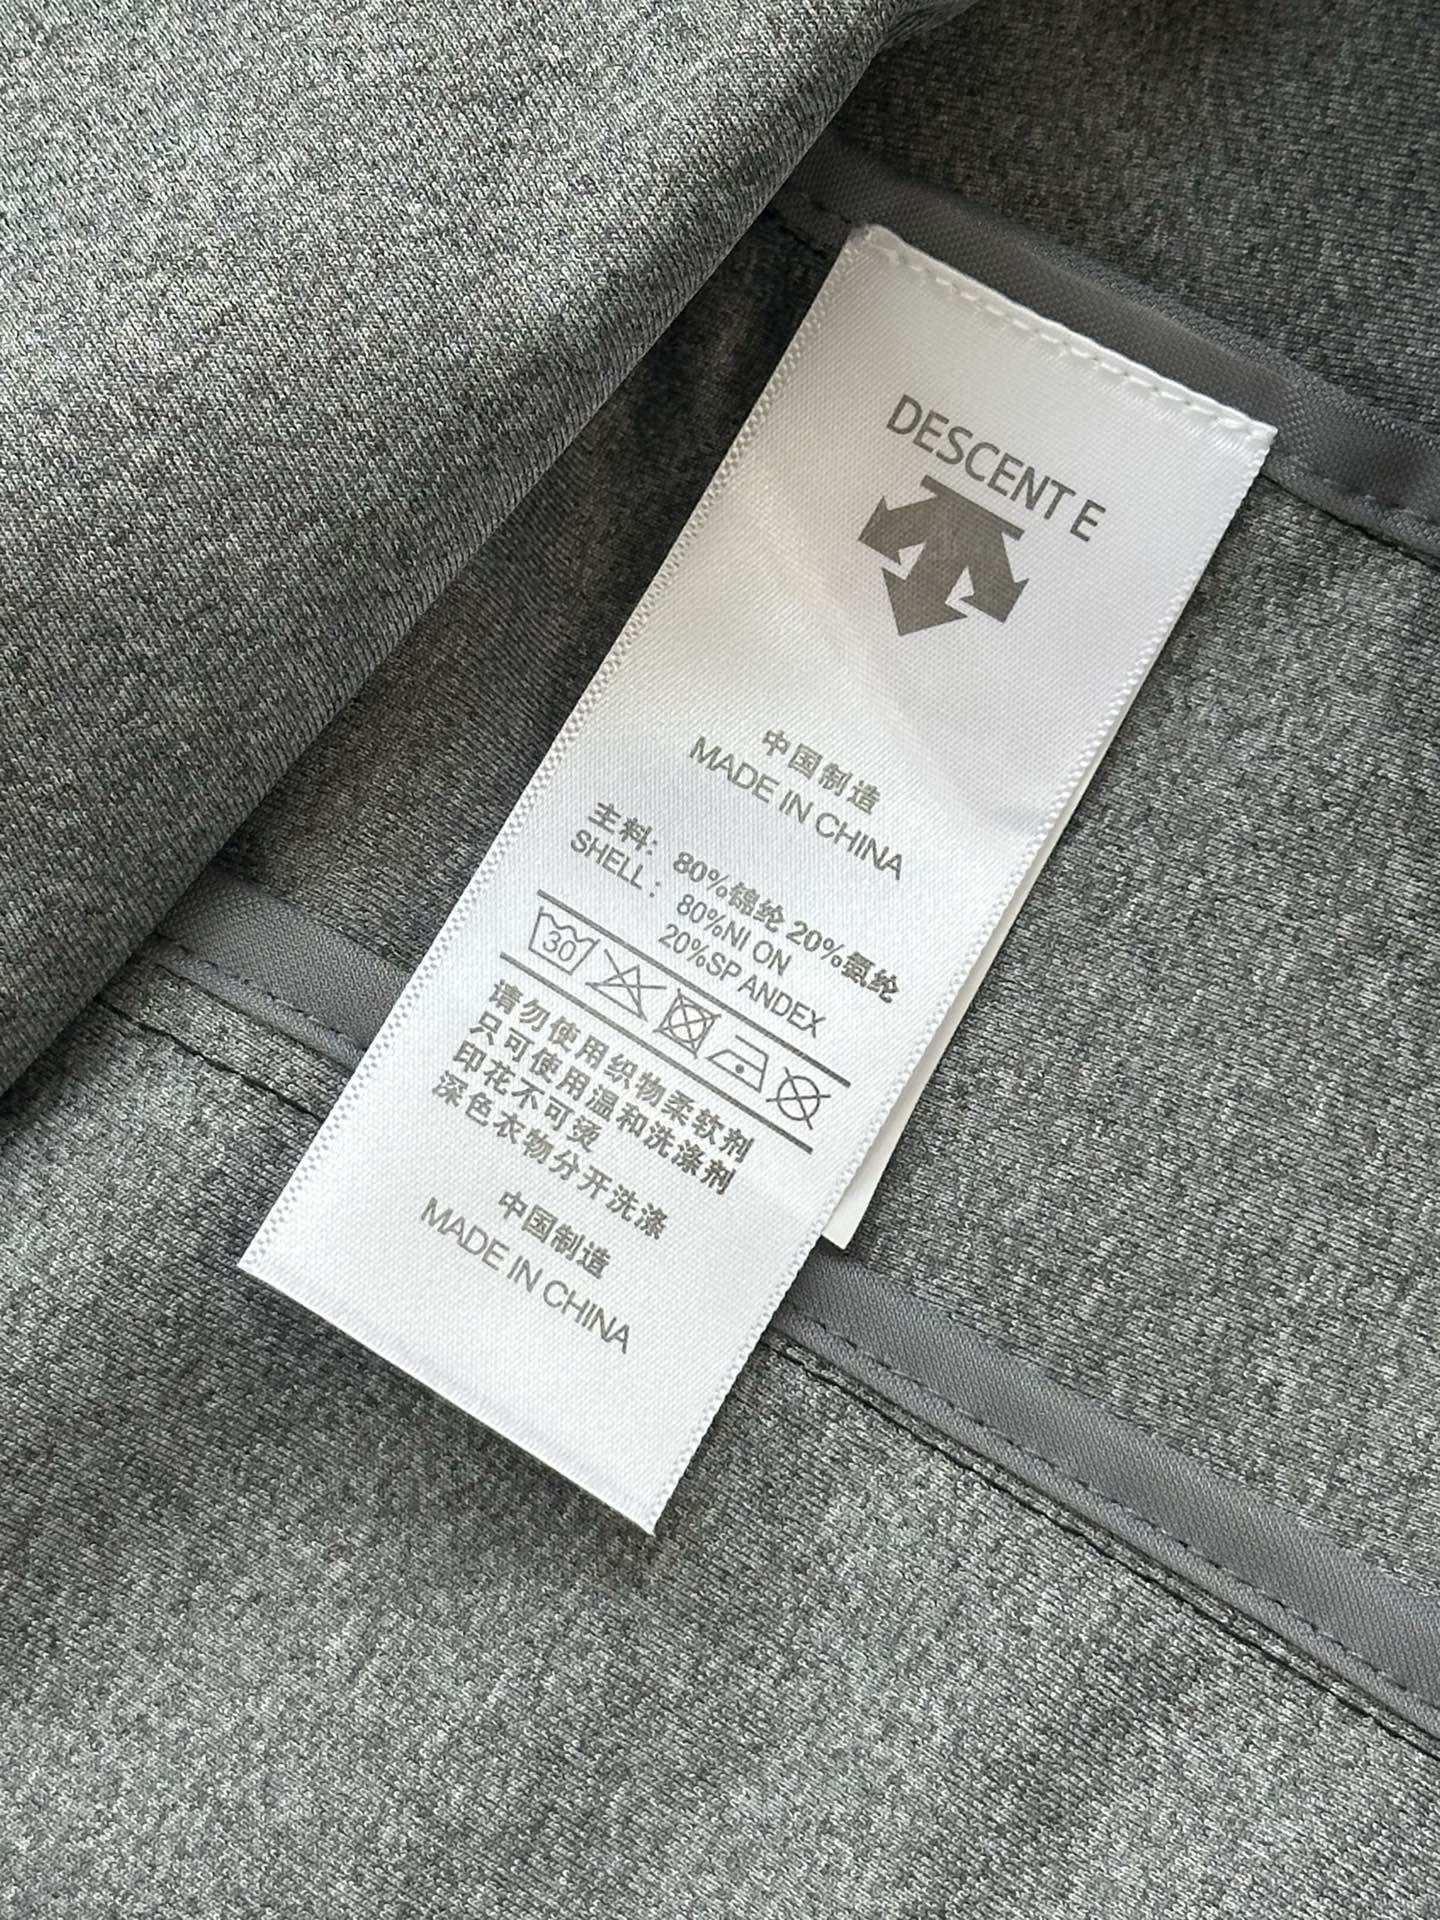 DESCENT E
中国制造
MADE IN CHINA
主料: 80%锦纶 20%氨纶
SHELL: 80%NI ON
20%SP ANDEX
30
请勿使用织物柔软剂
只可使用温和洗涤剂
印花不可烫
深色衣物分开洗涤
中国制造
MADE IN CHINA